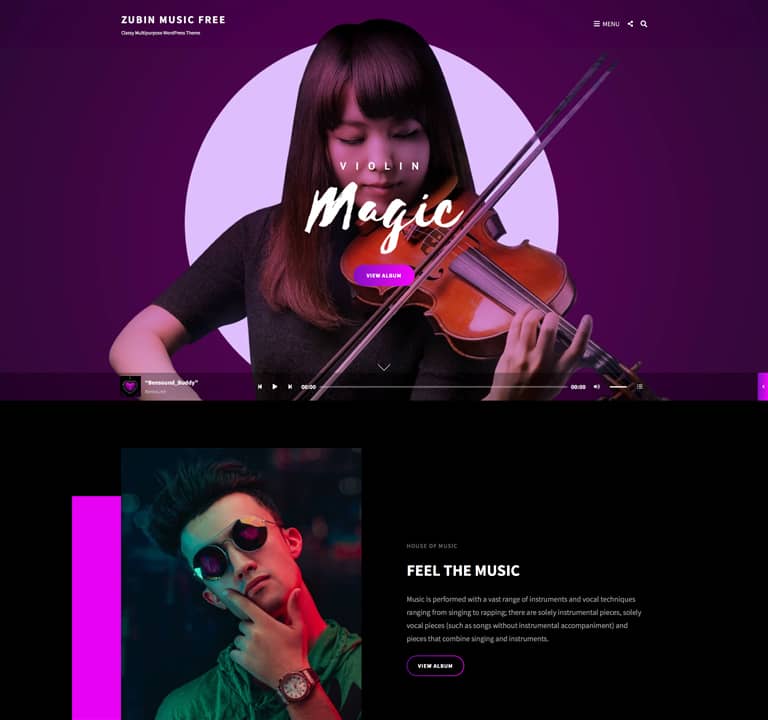 ZUBIN MUSIC FREE
Classy Multipurpose WordPress Theme
MENU
VIOLIN
Magic
VIEW ALBUM
"Bensound_Buddy"
00:00
00:00
HOUSE OF MUSIC
FEEL THE MUSIC
Music is performed with a vast range of instruments and vocal techniques
ranging from singing to rapping; there are solely instrumental pieces, solely
vocal pieces (such as songs without instrumental accompaniment) and
pieces that combine singing and instruments.
VIEW ALBUM